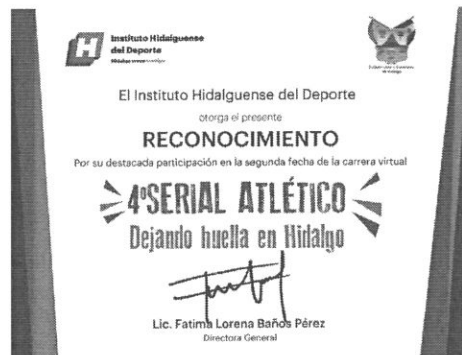 H
Instituto Hidalguense
del Deporte
El Instituto Hidalguense del Deporte
otorga el presente
RECONOCIMIENTO
Por su destacada participación en la segunda fecha de la carrera virtual
4º SERIAL ATLÉTICO
Dejando huella en Hidalgo
Lic. Fatima Lorena Baños Pérez
Directora General